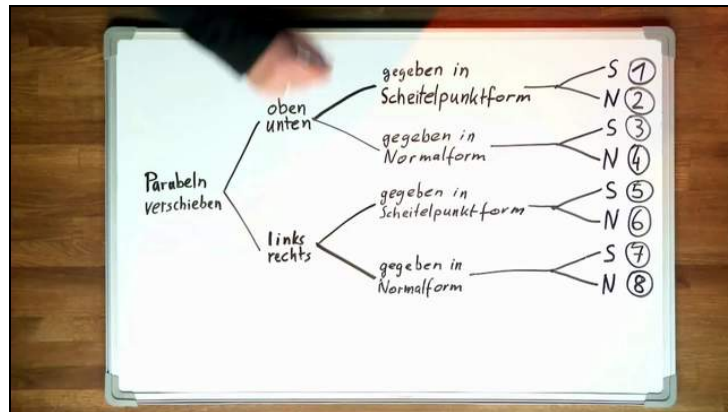 Parabeln
verschieben
oben
unten
gegeben in
Scheitelpunktform
S 1
N 2
gegeben in
Normalform
S 3
N 4
links
rechts
gegeben in
Scheitelpunktform
S 5
N 6
gegeben in
Normalform
S 7
N 8